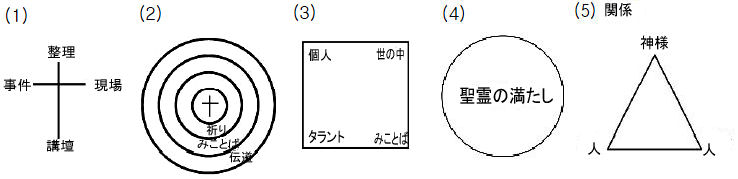 (1)
整理
事件 現場
講壇
(2)
祈り
みことば
伝道
(3)
個人 世の中
タラント みことば
(4)
聖霊の満たし
(5) 関係
神様
人 人